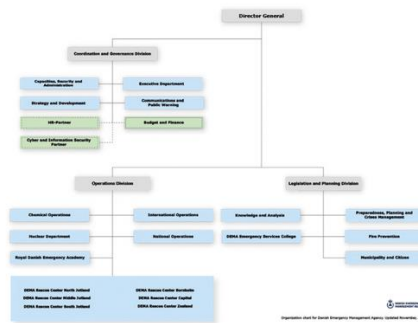 Director General
Coordination and Governance Division
Capacities, Security and
Administration
Executive Department
Strategy and Development
Communications and
Public Warning
HR-Partner
Budget and Finance
Cyber and Information Security
Partner
Operations Division
Legislation and Planning Division
Chemical Operations
International Operations
Nuclear Department
National Operations
Royal Danish Emergency Academy
Knowledge and Analysis
Preparedness, Planning and
Crises Management
DEMA Emergency Services College
Fire Prevention
Municipality and Citizen
DEMA Rescue Center North Jutland
DEMA Rescue Center Bornholm
DEMA Rescue Center Middle Jutland
DEMA Rescue Center Capital
DEMA Rescue Center South Jutland
DEMA Rescue Center Zealand
Organization chart for Danish Emergency Management Agency. Updated November,